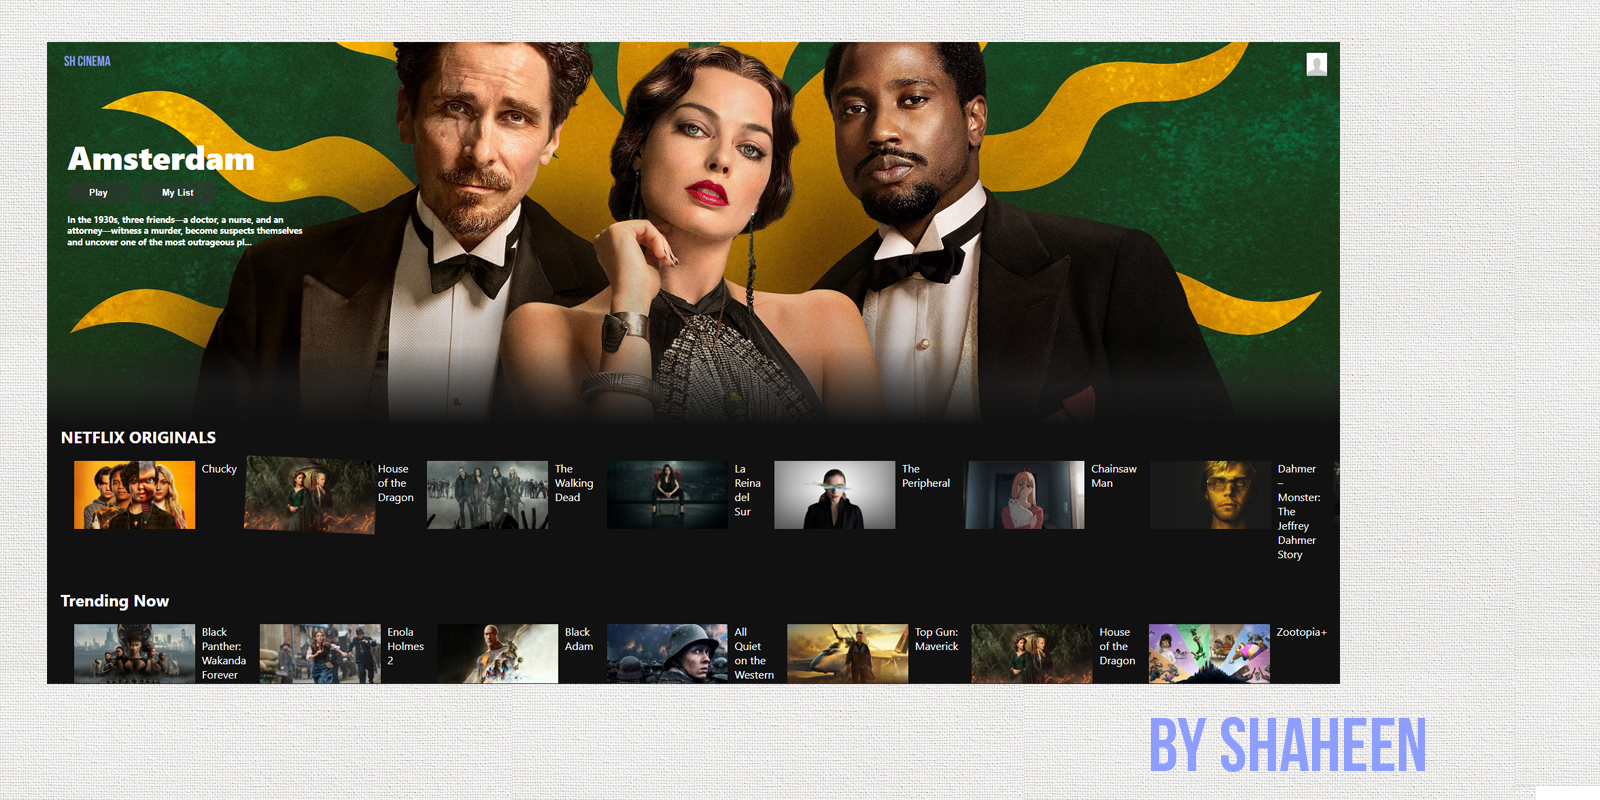 SH CINEMA
Amsterdam
Play
My List
In the 1930s, three friends—a doctor, a nurse, and an
attorney—witness a murder, become suspects themselves
and uncover one of the most outrageous pl...
NETFLIX ORIGINALS
Chucky
House
of the
Dragon
The
Walking
Dead
La
Reina
del
Sur
The
Peripheral
Chainsaw
Man
Dahmer
–
Monster:
The
Jeffrey
Dahmer
Story
Trending Now
Black
Panther:
Wakanda
Forever
Enola
Holmes
2
Black
Adam
All
Quiet
on the
Western
Top Gun:
Maverick
House
of the
Dragon
Zootopia+
BY SHAHEEN